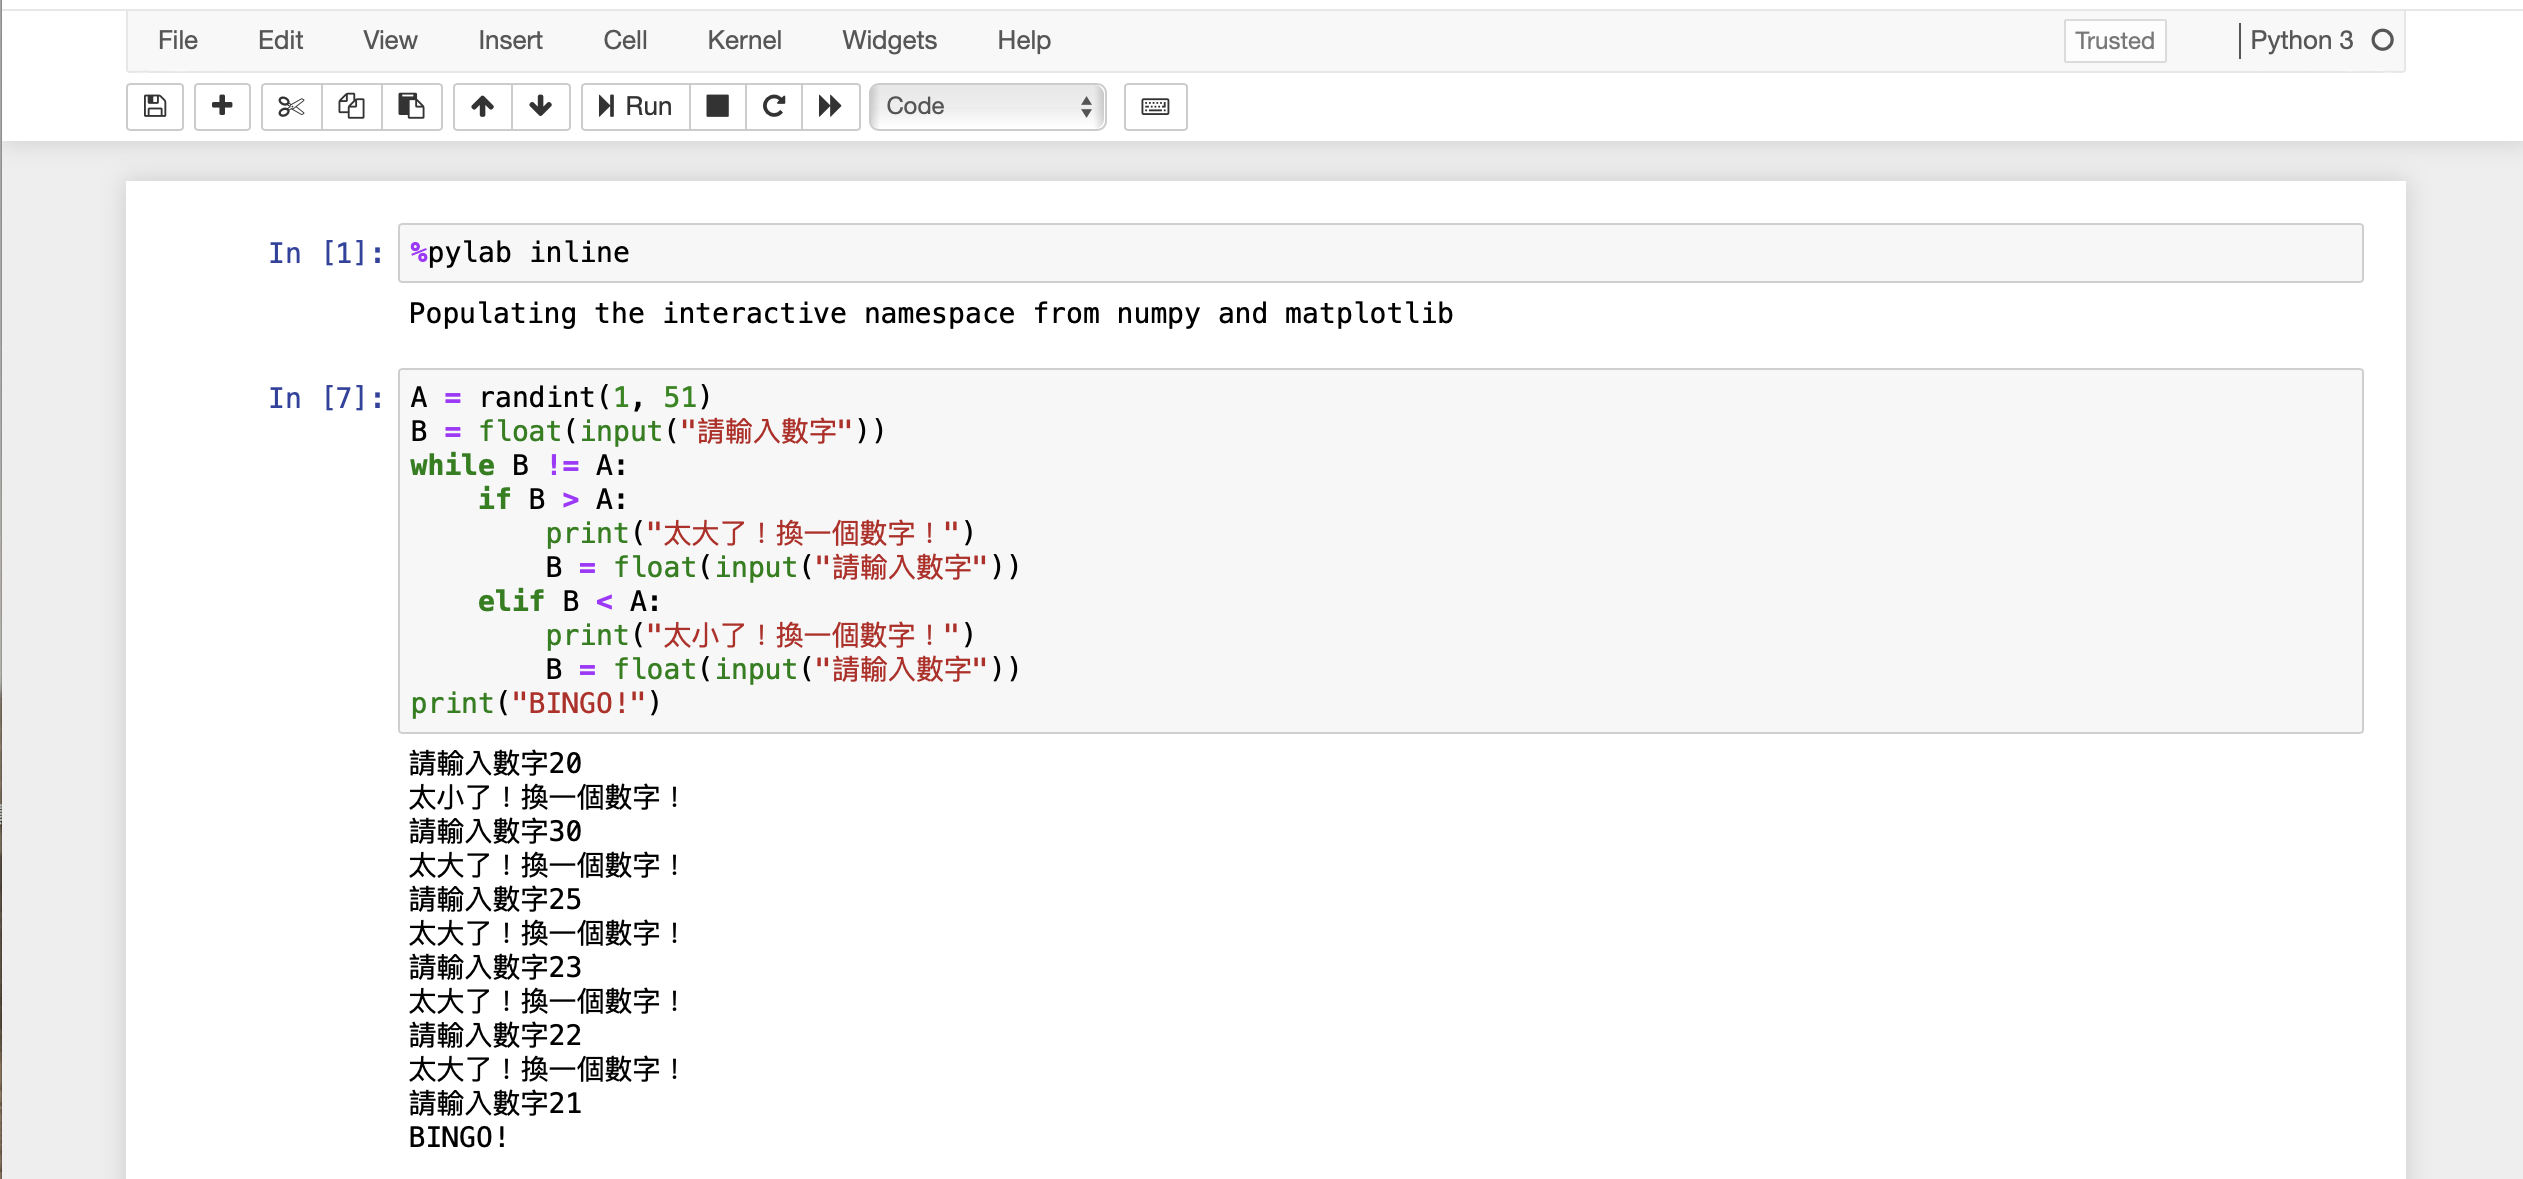 File Edit View Insert Cell Kernel Widgets Help Trusted Python 3
Run Code
In [1]: %pylab inline
Populating the interactive namespace from numpy and matplotlib
In [7]: A = randint(1, 51)
B = float(input("請輸入數字"))
while B != A:
    if B > A:
        print("太大了！換一個數字！")
        B = float(input("請輸入數字"))
    elif B < A:
        print("太小了！換一個數字！")
        B = float(input("請輸入數字"))
print("BINGO!")
請輸入數字20
太小了！換一個數字！
請輸入數字30
太大了！換一個數字！
請輸入數字25
太大了！換一個數字！
請輸入數字23
太大了！換一個數字！
請輸入數字22
太大了！換一個數字！
請輸入數字21
BINGO!